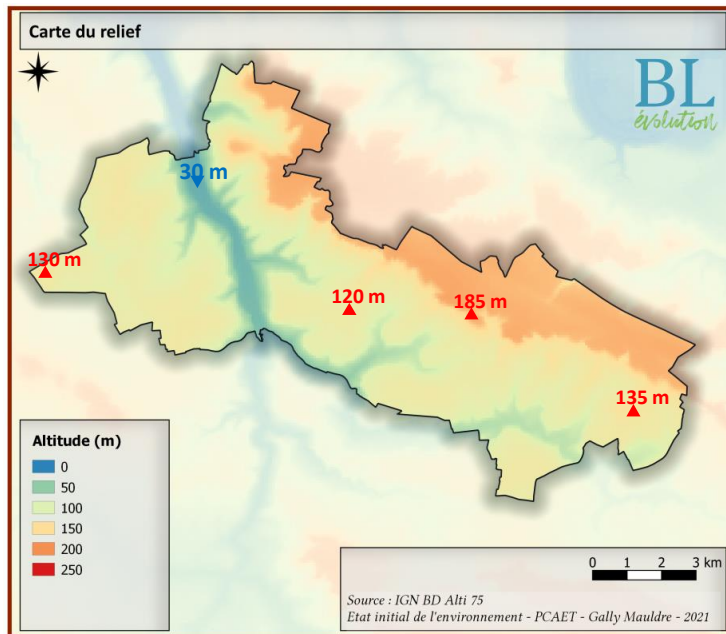 Carte du relief
BL
évolution
30 m
130 m
120 m
185 m
135 m
Altitude (m)
0
50
100
150
200
250
0 1 2 3 km
Source : IGN BD Alti 75
Etat initial de l'environnement - PCAET - Gally Mauldre - 2021